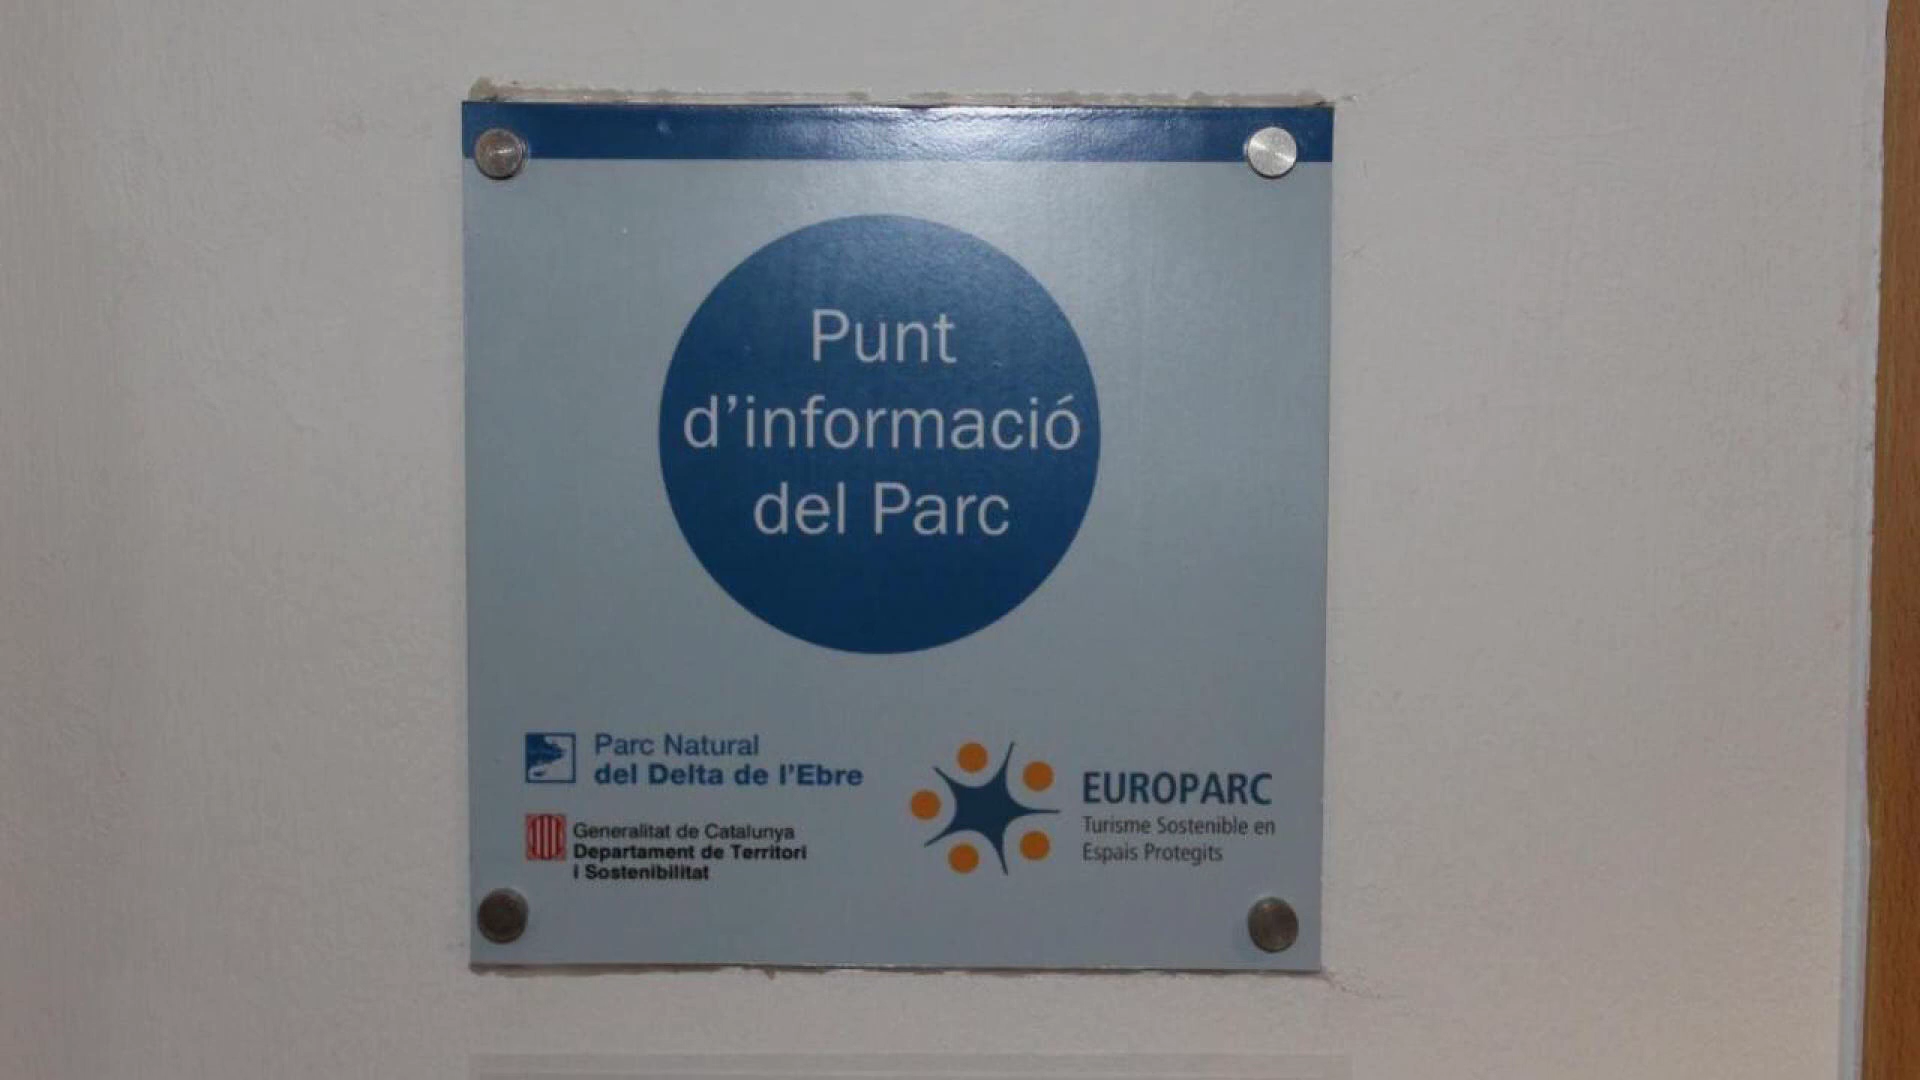 Punt
d'informació
del Parc
Parc Natural
del Delta de l'Ebre
Generalitat de Catalunya
Departament de Territori
i Sostenibilitat
EUROPARC
Turisme Sostenible en
Espais Protegits